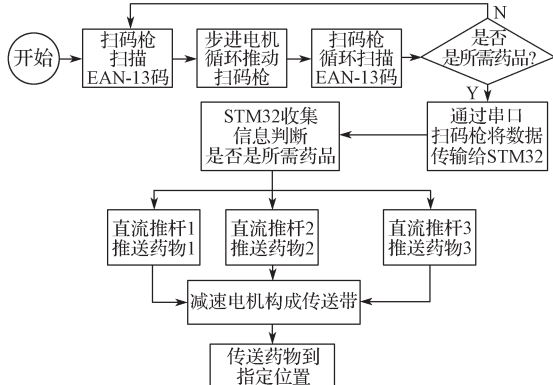 N
开始
扫码枪
扫描
EAN-13码
步进电机
循环推动
扫码枪
扫码枪
循环扫描
EAN-13码
是否
是所需药品?
Y
通过串口
扫码枪将数据
传输给STM32
STM32收集
信息判断
是否是所需药品
直流推杆1
推送药物1
直流推杆2
推送药物2
直流推杆3
推送药物3
减速电机构成传送带
传送药物到
指定位置